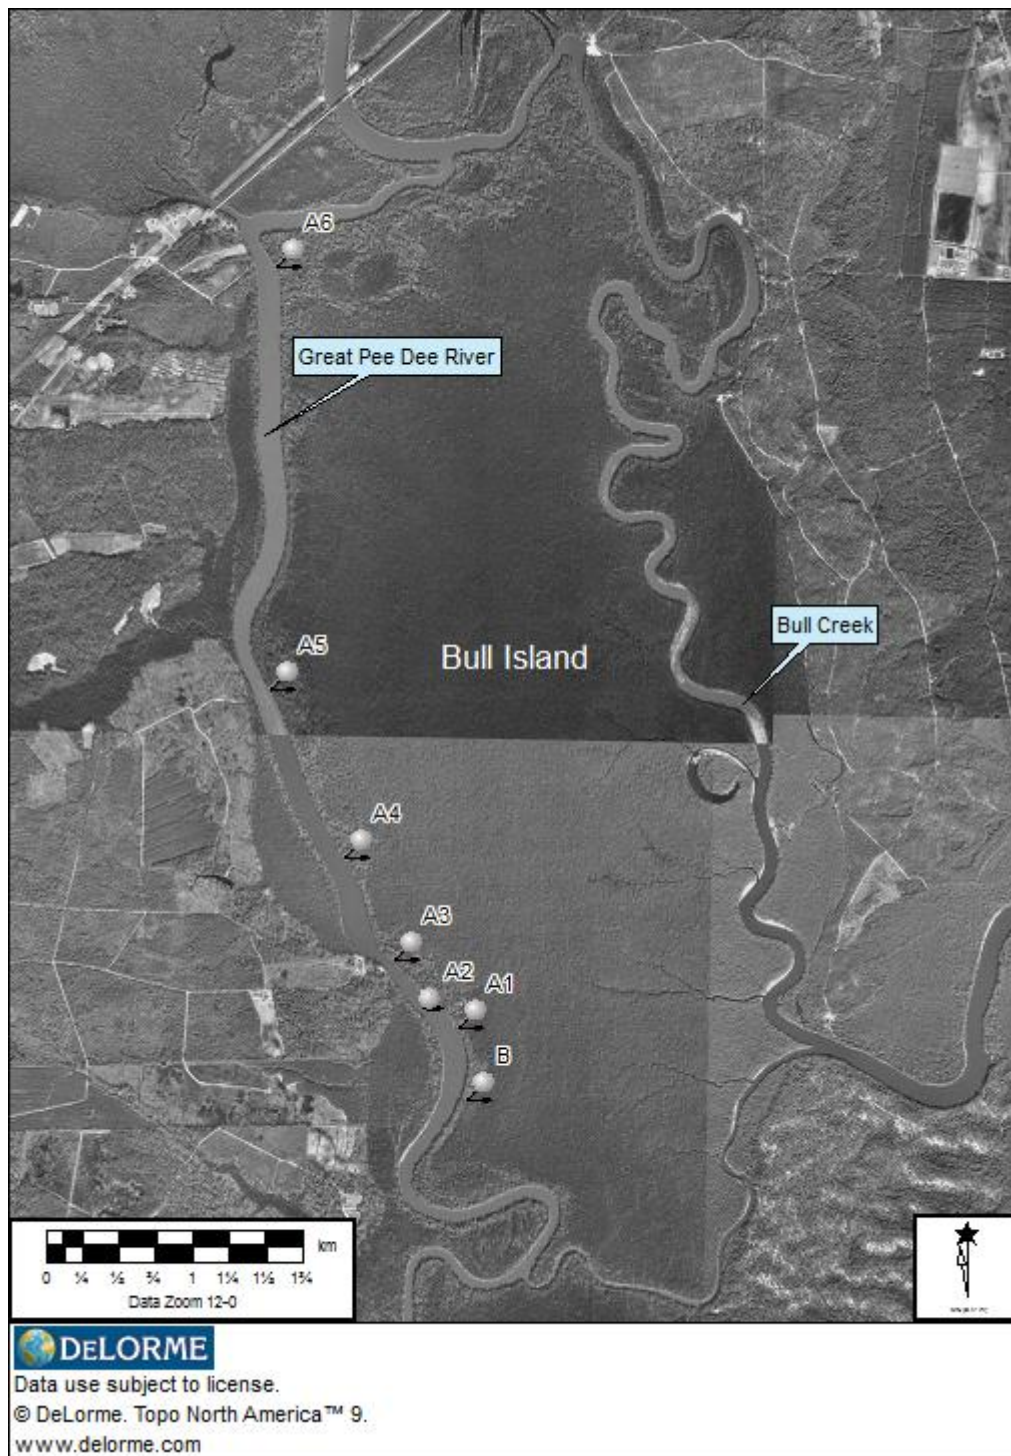 A6
Great Pee Dee River
Bull Creek
A5
Bull Island
A4
A3
A2
A1
B
km
0 ¼ ½ ¾ 1 1¼ 1½ 1¾
Data Zoom 12-0
DELORME
Data use subject to license.
© DeLorme. Topo North America™ 9.
www.delorme.com